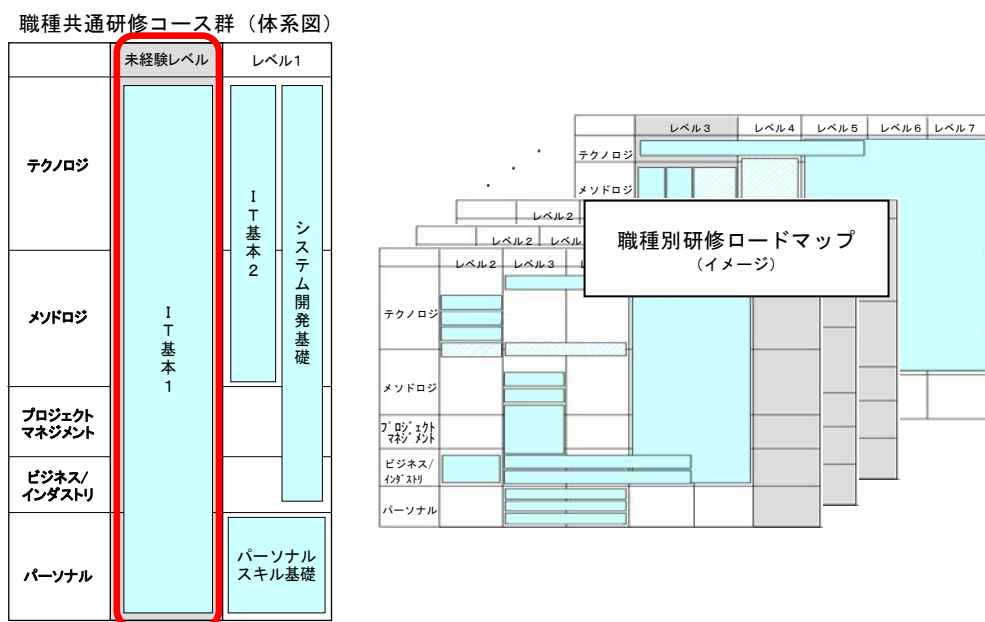 職種共通研修コース群（体系図）
未経験レベル
レベル1
テクノロジ
メソドロジ
プロジェクト
マネジメント
ビジネス/
インダストリ
パーソナル
IT基本1
IT基本2
システム開発基礎
パーソナル
スキル基礎
レベル3
レベル4
レベル5
レベル6
レベル7
テクノロジ
メソドロジ
レベル2
レベル2
レベル2
レベル3
職種別研修ロードマップ
（イメージ）
テクノロジ
メソドロジ
プロジェクト
マネジメント
ビジネス/
インダストリ
パーソナル